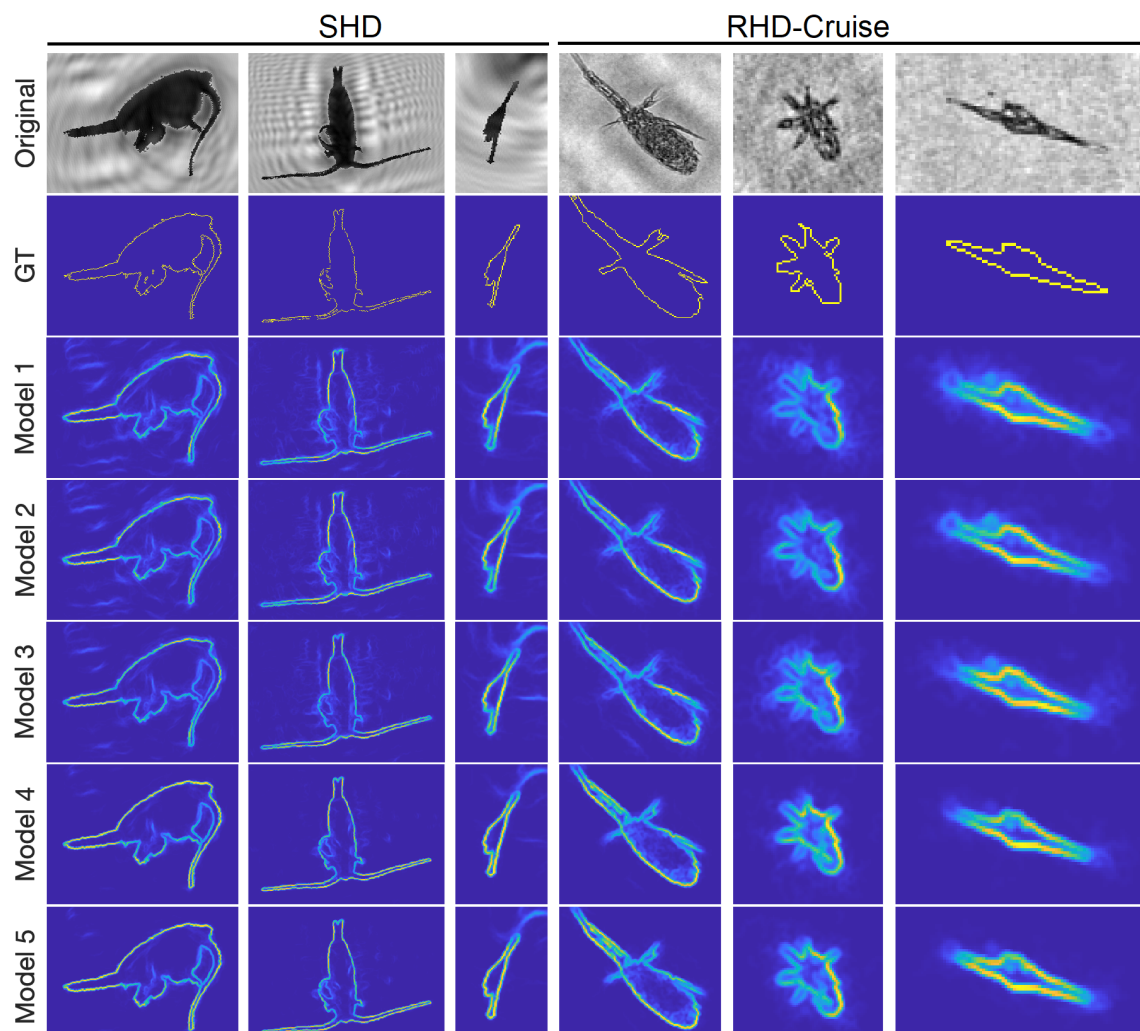 SHD
RHD-Cruise
Original
GT
Model 1
Model 2
Model 3
Model 4
Model 5